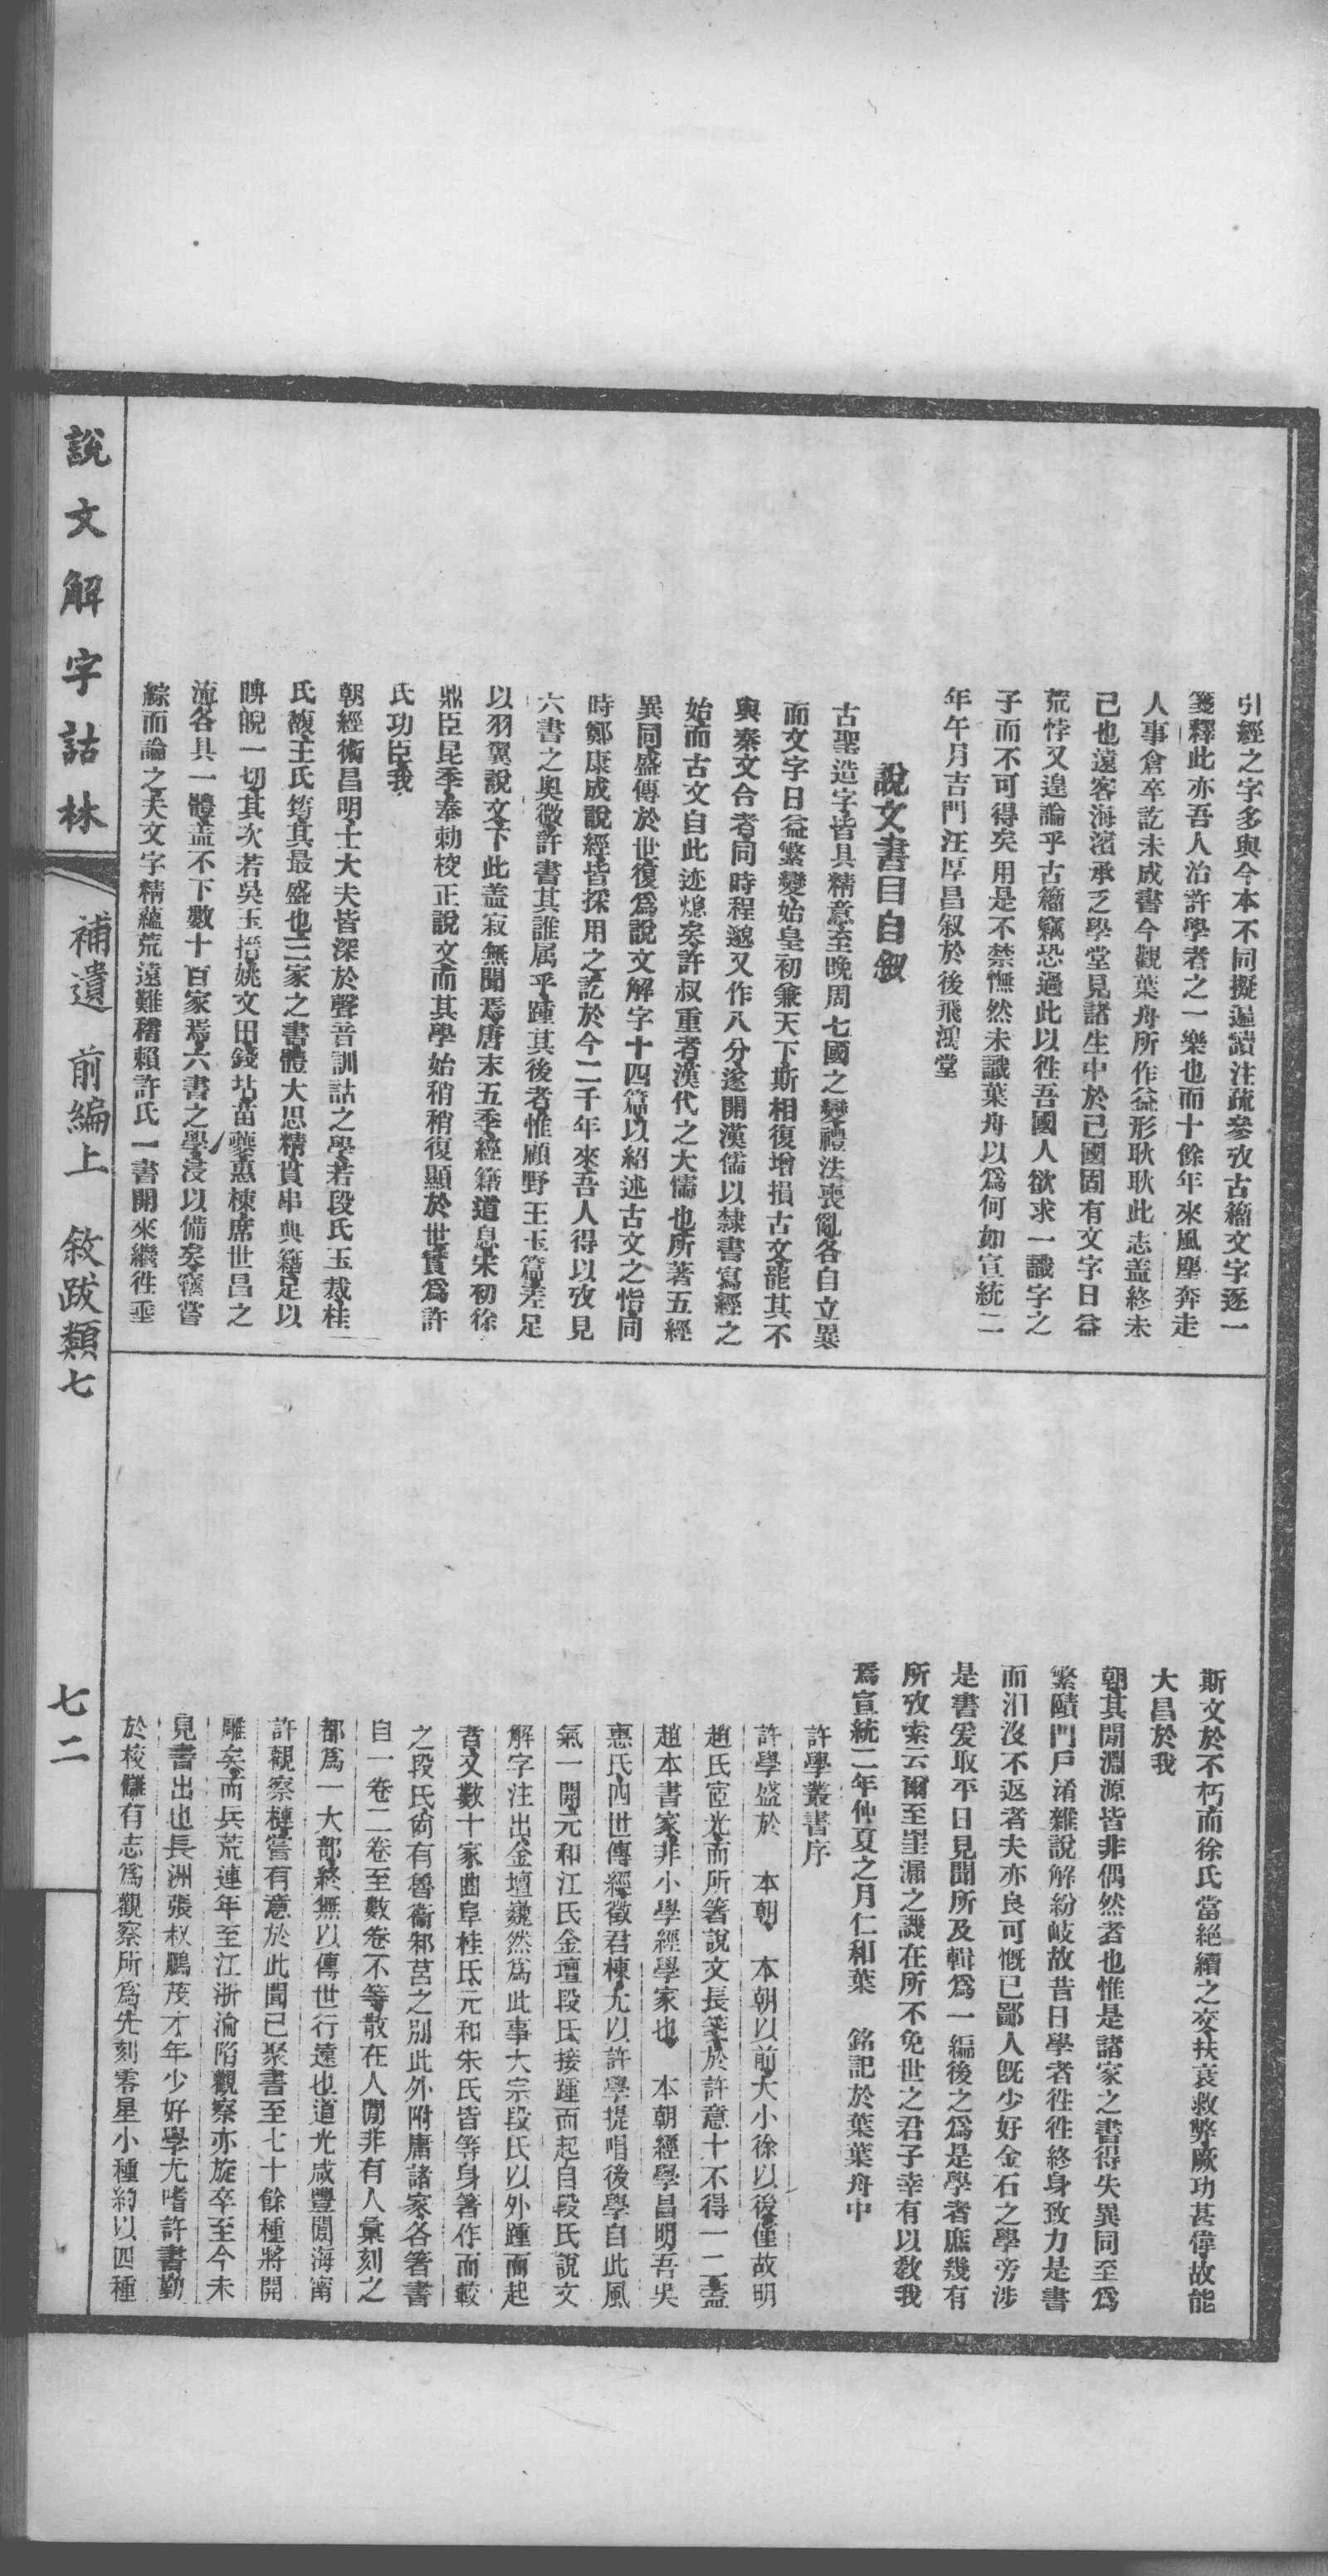 引經之字多與今本不同擬遍讀注疏參攷古籀文字逐一
箋釋此亦吾人治許學者之一樂也而十餘年來風塵奔走
人事倉卒訖未成書今觀葉舟所作益形耿耿此志盖終未
已也遠客海濱承乏學堂見諸生中於己國固有文字日益
荒悖又遑論乎古籀竊恐過此以徃吾國人欲求一識字之
子而不可得矣用是不禁憮然未識葉舟以爲何如宣統二
年午月吉門汪厚昌叙於後飛鴻堂
說文書目自叙
古聖造字皆具精意至晚周七國之變禮法喪亂各自立異
而文字日益繁變始皇初兼天下斯相復增損古文罷其不
與秦文合者同時程邈又作八分遂開漢儒以隸書寫經之
始而古文自此迹熄矣許叔重者漢代之大儒也所著五經
異同盛傳於世復爲說文解字十四篇以紹述古文之恉同
時鄭康成說經皆採用之訖於今二千年來吾人得以攷見
六書之奥微許書其誰属乎踵其後者惟顧野王玉篇差足
以羽翼說文下此盖寂無聞焉唐末五季經籍道息宋初徐
鼎臣昆季奉勅校正說文而其學始稍稍復顯於世實爲許
氏功臣我
朝經術昌明士大夫皆深於聲音訓詁之學若段氏玉裁桂
氏馥王氏筠其最盛也三家之書體大思精貫串典籍足以
睥睨一切其次若吳玉搢姚文田錢坫苗夔惠棟席世昌之
流各具一體盖不下數十百家焉六書之學浸以備矣竊嘗
綜而論之夫文字精蘊荒遠難稽賴許氏一書開來繼徃垂
斯文於不朽而徐氏當絕續之交扶衰救弊厥功甚偉故能
大昌於我
朝其閒淵源皆非偶然者也惟是諸家之書得失異同至爲
繁賾門戶淆雜說解紛岐故昔日學者徃徃終身致力是書
而汨沒不返者夫亦良可慨已鄙人旣少好金石之學旁涉
是書爰取平日見聞所及輯爲一編後之爲是學者庶幾有
所攷索云爾至罣漏之譏在所不免世之君子幸有以敎我
焉宣統二年仲夏之月仁和葉　銘記於葉葉舟中
許學叢書序
許學盛於　本朝　本朝以前大小徐以後僅故明
趙氏宧光而所箸說文長箋於許意十不得一二蓋
趙本書家非小學經學家也　本朝經學昌明吾吳
惠氏四世傳經徵君棟尤以許學提唱後學自此風
氣一開元和江氏金壇段氏接踵而起自段氏說文
解字注出金壇巍然爲此事大宗段氏以外踵而起
者又數十家曲阜桂氏元和朱氏皆等身箸作而較
之段氏尙有魯衞邾莒之别此外附庸諸家各箸書
自一卷二卷至數卷不等散在人閒非有人彙刻之
都爲一大部終無以傳世行遠也道光咸豐閒海甯
許觀察槤嘗有意於此聞已聚書至七十餘種將開
雕矣而兵荒連年至江浙淪陷觀察亦旋卒至今未
見書出也長洲張叔鵬茂才年少好學尤嗜許書勤
於校讎有志爲觀察所爲先刻零星小種約以四種
說文解字詁林
補遺　前編上　敘跋類七
七二